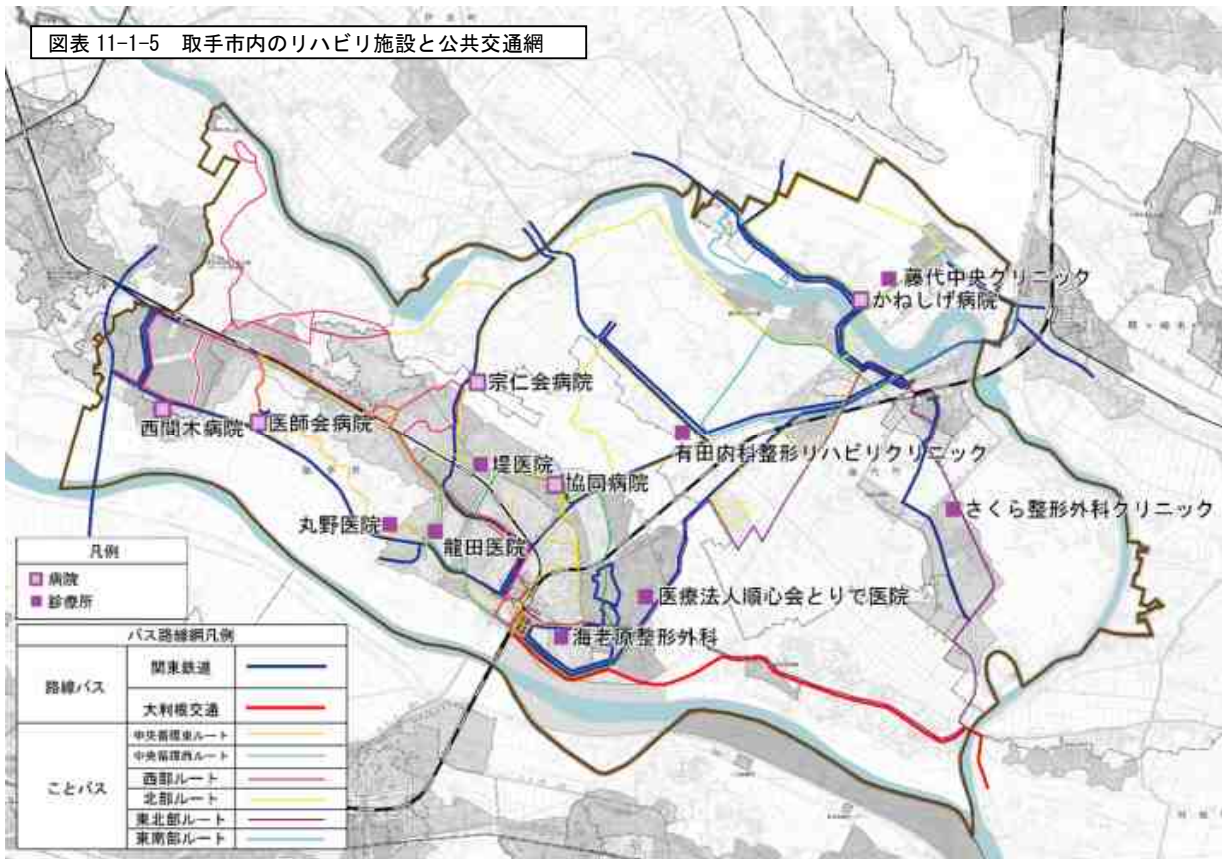 図表 11-1-5 取手市内のリハビリ施設と公共交通網
藤代中央クリニック
かねしげ病院
宗仁会病院
西間木病院
医師会病院
有田内科整形リハビリクリニック
堤医院
協同病院
さくら整形外科クリニック
丸野医院
龍田医院
医療法人順心会とりで医院
海老原整形外科
凡例
病院
診療所
バス路線網凡例
路線バス
関東鉄道
大利根交通
ことバス
中央循環東ルート
中央循環西ルート
西部ルート
北部ルート
東北部ルート
東南部ルート